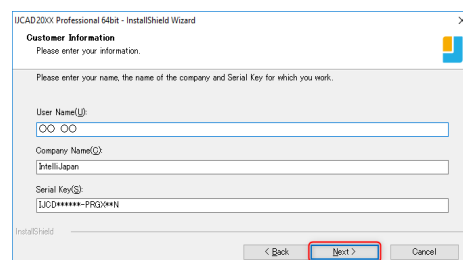 IJCAD20XX Professional 64bit - InstallShield Wizard
Customer Information
Please enter your information.
Please enter your name, the name of the company and Serial Key for which you work.
User Name(U):
○○ ○○
Company Name(C):
IntelliJapan
Serial Key(S):
IJCD******-PRGX**N
InstallShield
< Back Next > Cancel